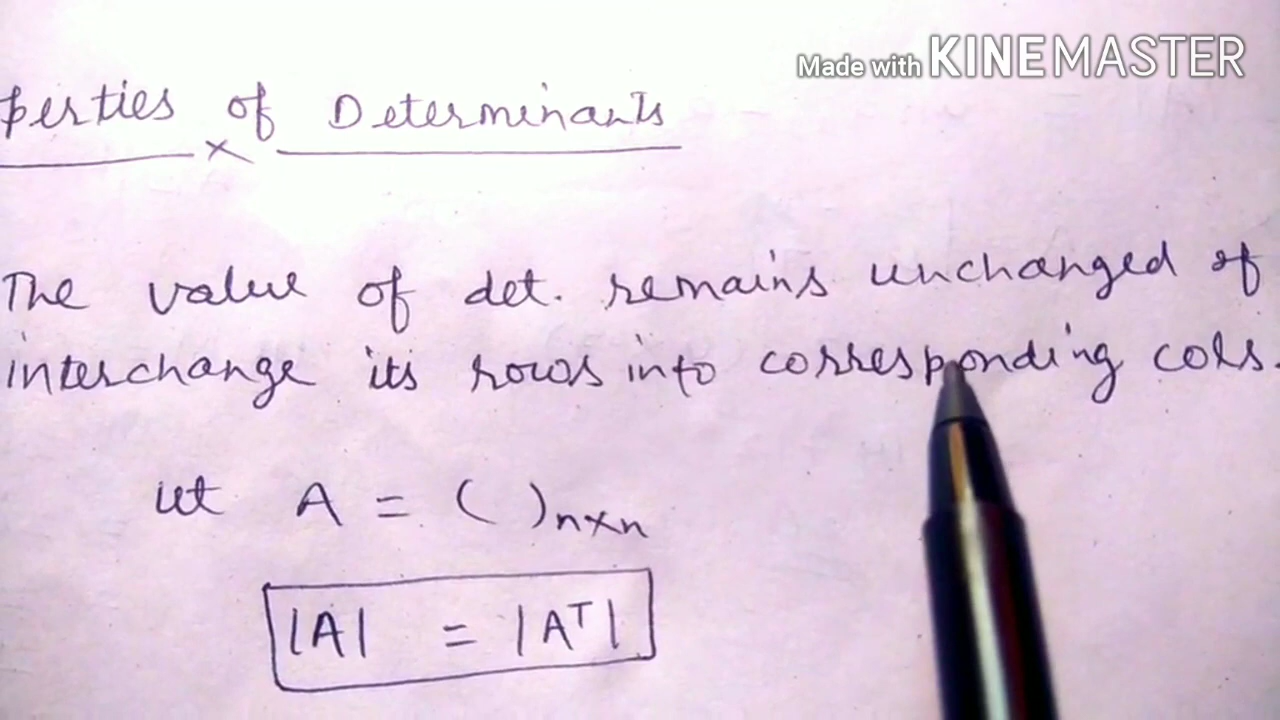 Made with KINEMASTER
perties of Determinants
The value of det. remains unchanged if
interchange its rows into corresponding cols.
let A = ( )nxn
|A| = |Aᵀ|